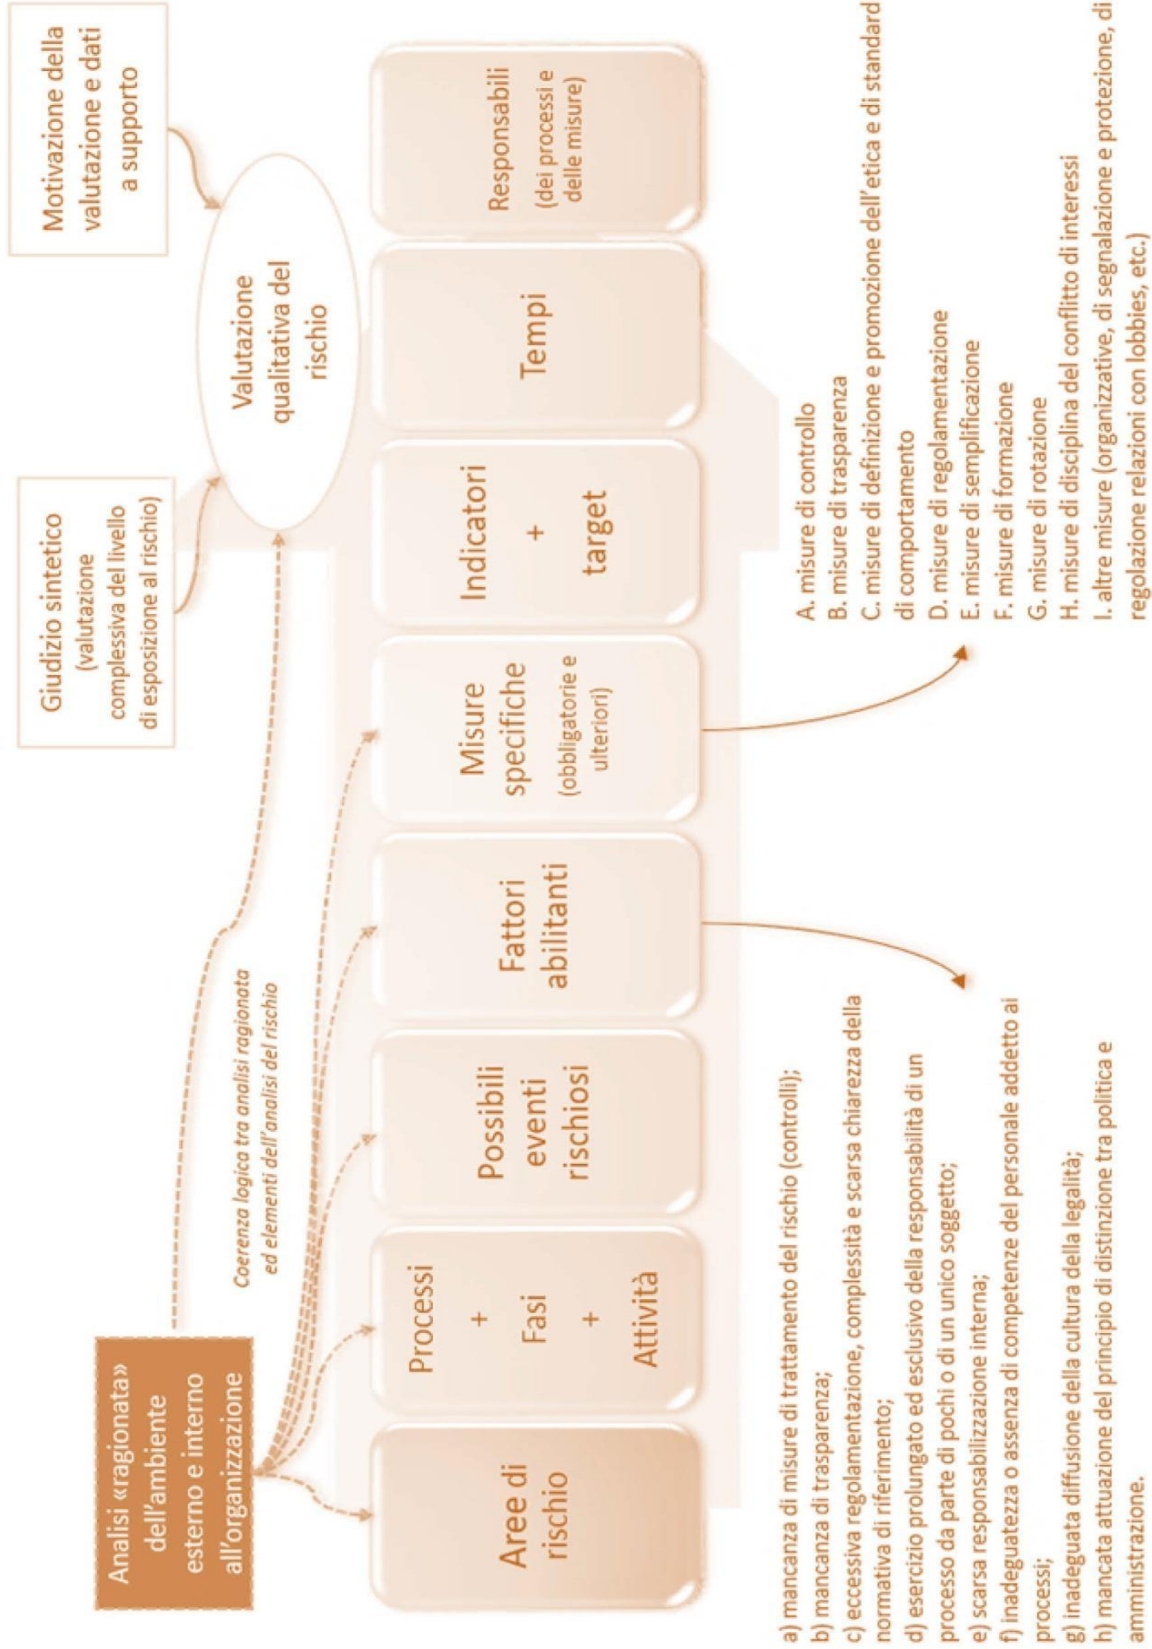 Analisi «ragionata»
dell'ambiente
esterno e interno
all'organizzazione
Giudizio sintetico
(valutazione
complessiva del livello
di esposizione al rischio)
Motivazione della
valutazione e dati
a supporto
Valutazione
qualitativa del
rischio
Coerenza logica tra analisi ragionata
ed elementi dell'analisi del rischio
Aree di
rischio
Processi
+
Fasi
+
Attività
Possibili
eventi
rischiosi
Fattori
abilitanti
Misure
specifiche
(obbligatorie e
ulteriori)
Indicatori
+
target
Tempi
Responsabili
(dei processi e
delle misure)
a) mancanza di misure di trattamento del rischio (controlli);
b) mancanza di trasparenza;
c) eccessiva regolamentazione, complessità e scarsa chiarezza della
normativa di riferimento;
d) esercizio prolungato ed esclusivo della responsabilità di un
processo da parte di pochi o di un unico soggetto;
e) scarsa responsabilizzazione interna;
f) inadeguatezza o assenza di competenze del personale addetto ai
processi;
g) inadeguata diffusione della cultura della legalità;
h) mancata attuazione del principio di distinzione tra politica e
amministrazione.
A. misure di controllo
B. misure di trasparenza
C. misure di definizione e promozione dell'etica e di standard
di comportamento
D. misure di regolamentazione
E. misure di semplificazione
F. misure di formazione
G. misure di rotazione
H. misure di disciplina del conflitto di interessi
I. altre misure (organizzative, di segnalazione e protezione, di
regolazione relazioni con lobbies, etc.)